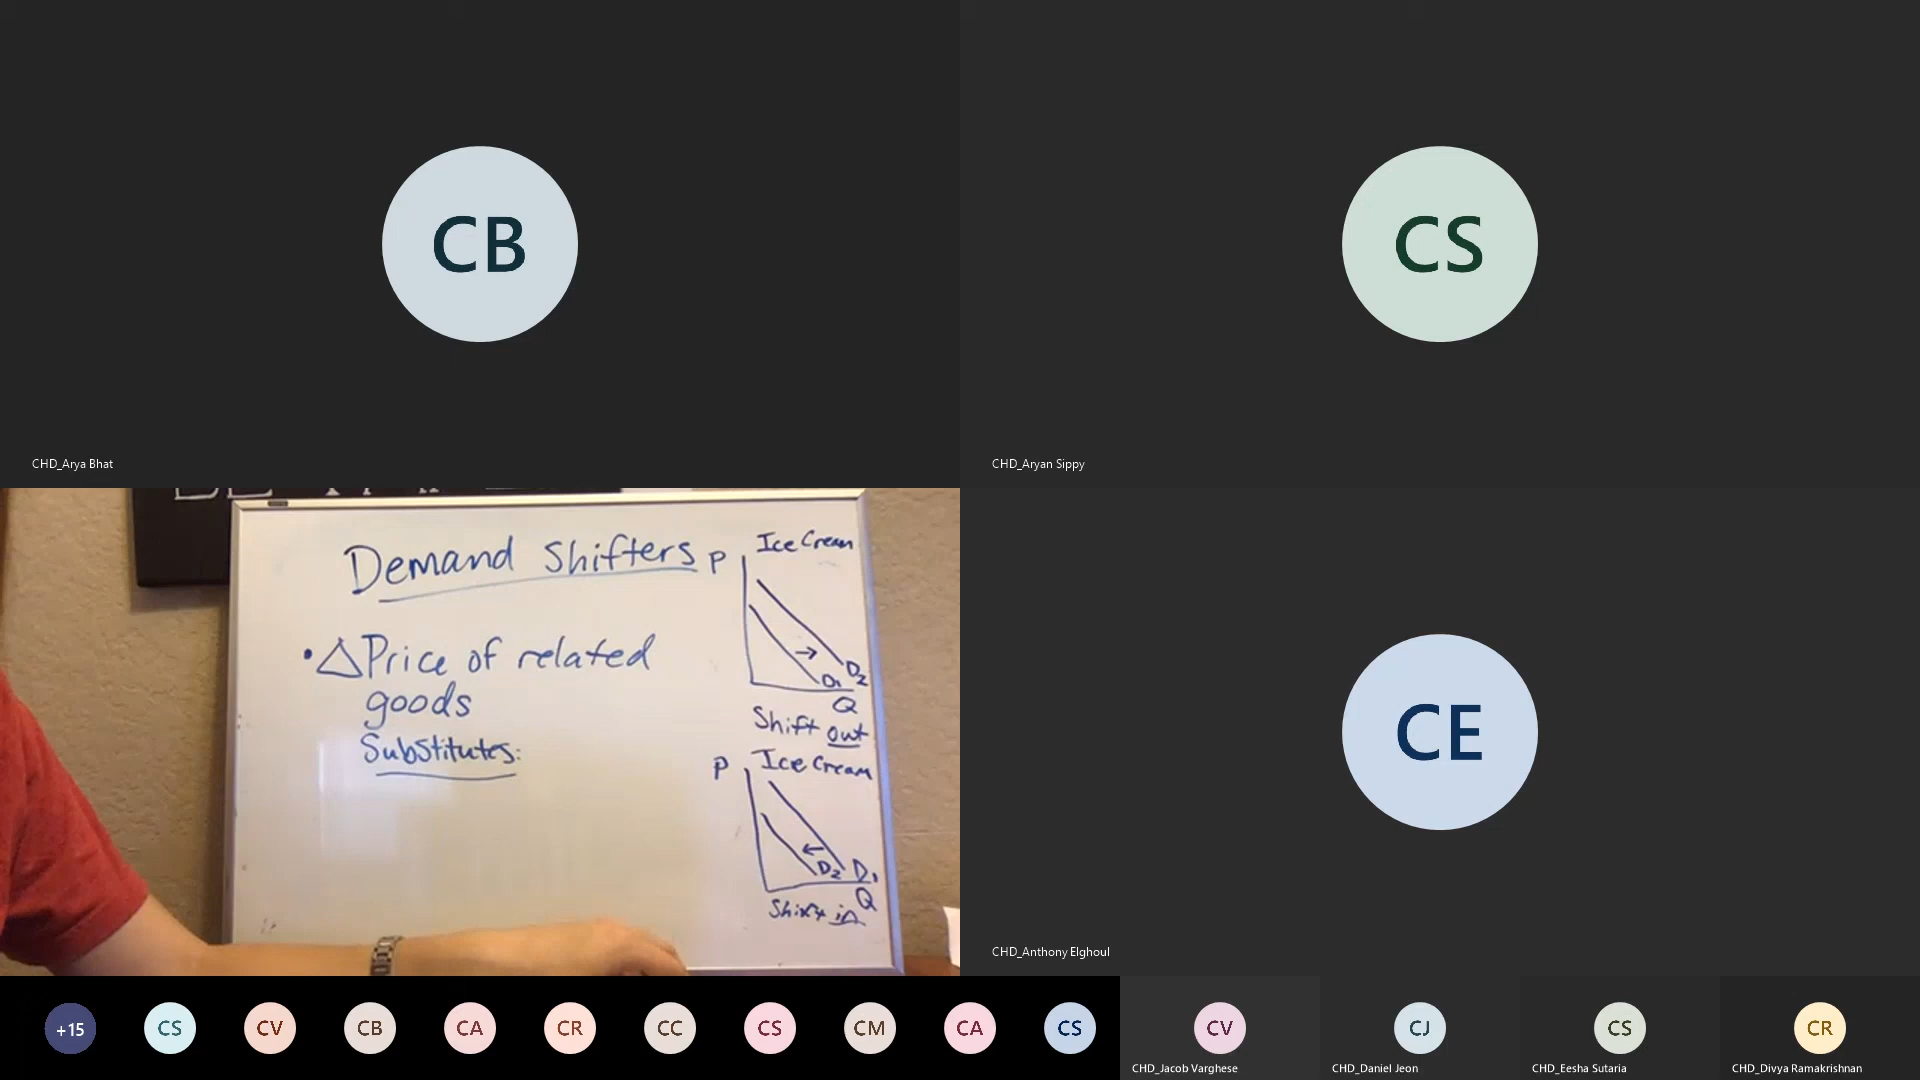 CB
CS
CHD_Arya Bhat
CHD_Aryan Sippy
Demand Shifters
• △Price of related
goods
Substitutes:
P
Ice Cream
D₁
D₂
Q
Shift out
P
Ice Cream
D₂
D₁
Q
Shift in
CE
CHD_Anthony Elghoul
+15
CS
CV
CB
CA
CR
CC
CS
CM
CA
CS
CV
CJ
CS
CR
CHD_Jacob Varghese
CHD_Daniel Jeon
CHD_Eesha Sutaria
CHD_Divya Ramakrishnan